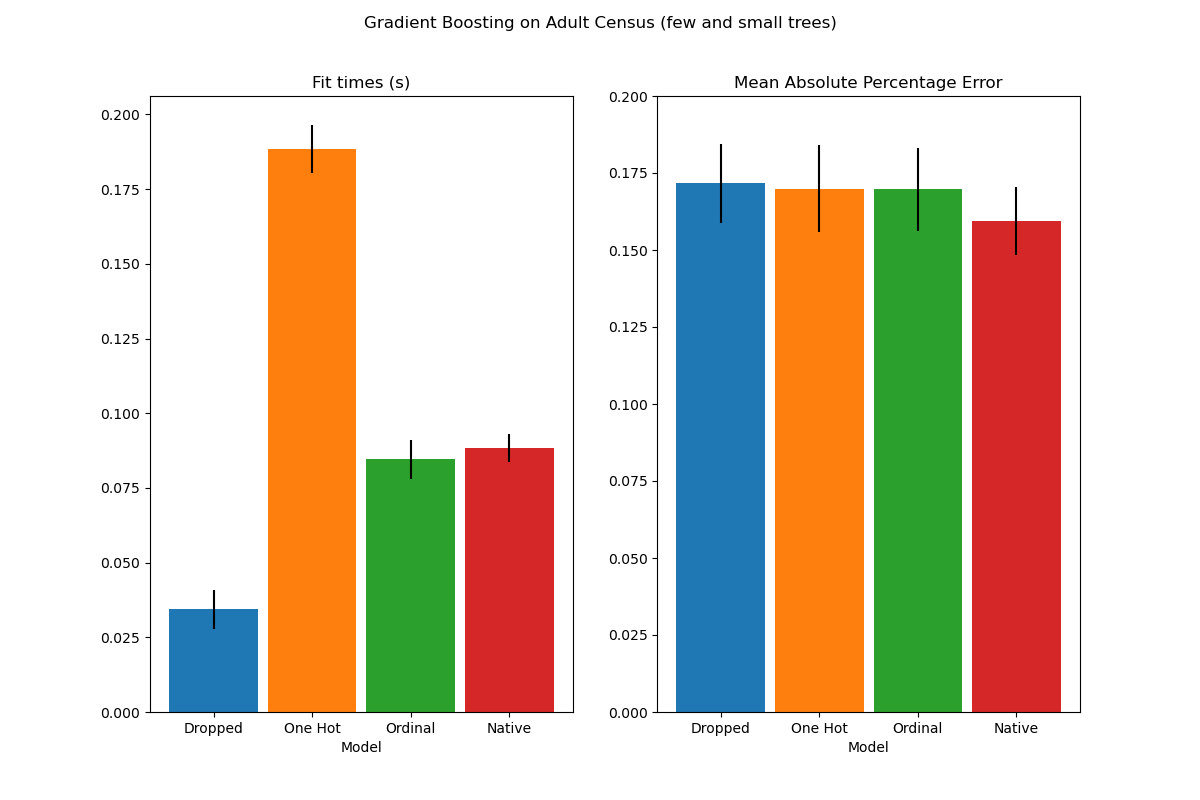 Gradient Boosting on Adult Census (few and small trees)
Fit times (s)
0.200
0.175
0.150
0.125
0.100
0.075
0.050
0.025
0.000
Dropped One Hot Ordinal Native
Model
Mean Absolute Percentage Error
0.200
0.175
0.150
0.125
0.100
0.075
0.050
0.025
0.000
Dropped One Hot Ordinal Native
Model